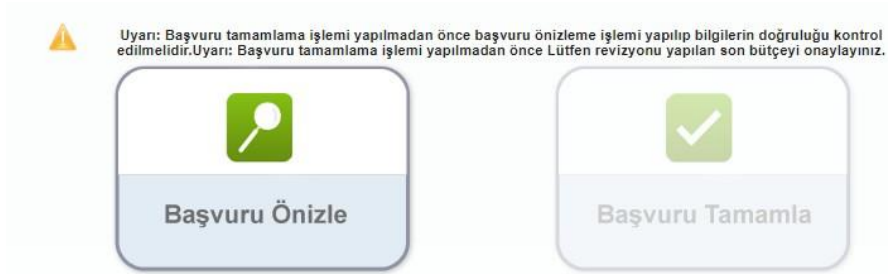 Uyarı: Başvuru tamamlama işlemi yapılmadan önce başvuru önizleme işlemi yapılıp bilgilerin doğruluğu kontrol
edilmelidir.Uyarı: Başvuru tamamlama işlemi yapılmadan önce Lütfen revizyonu yapılan son bütçeyi onaylayınız.
Başvuru Önizle
Başvuru Tamamla